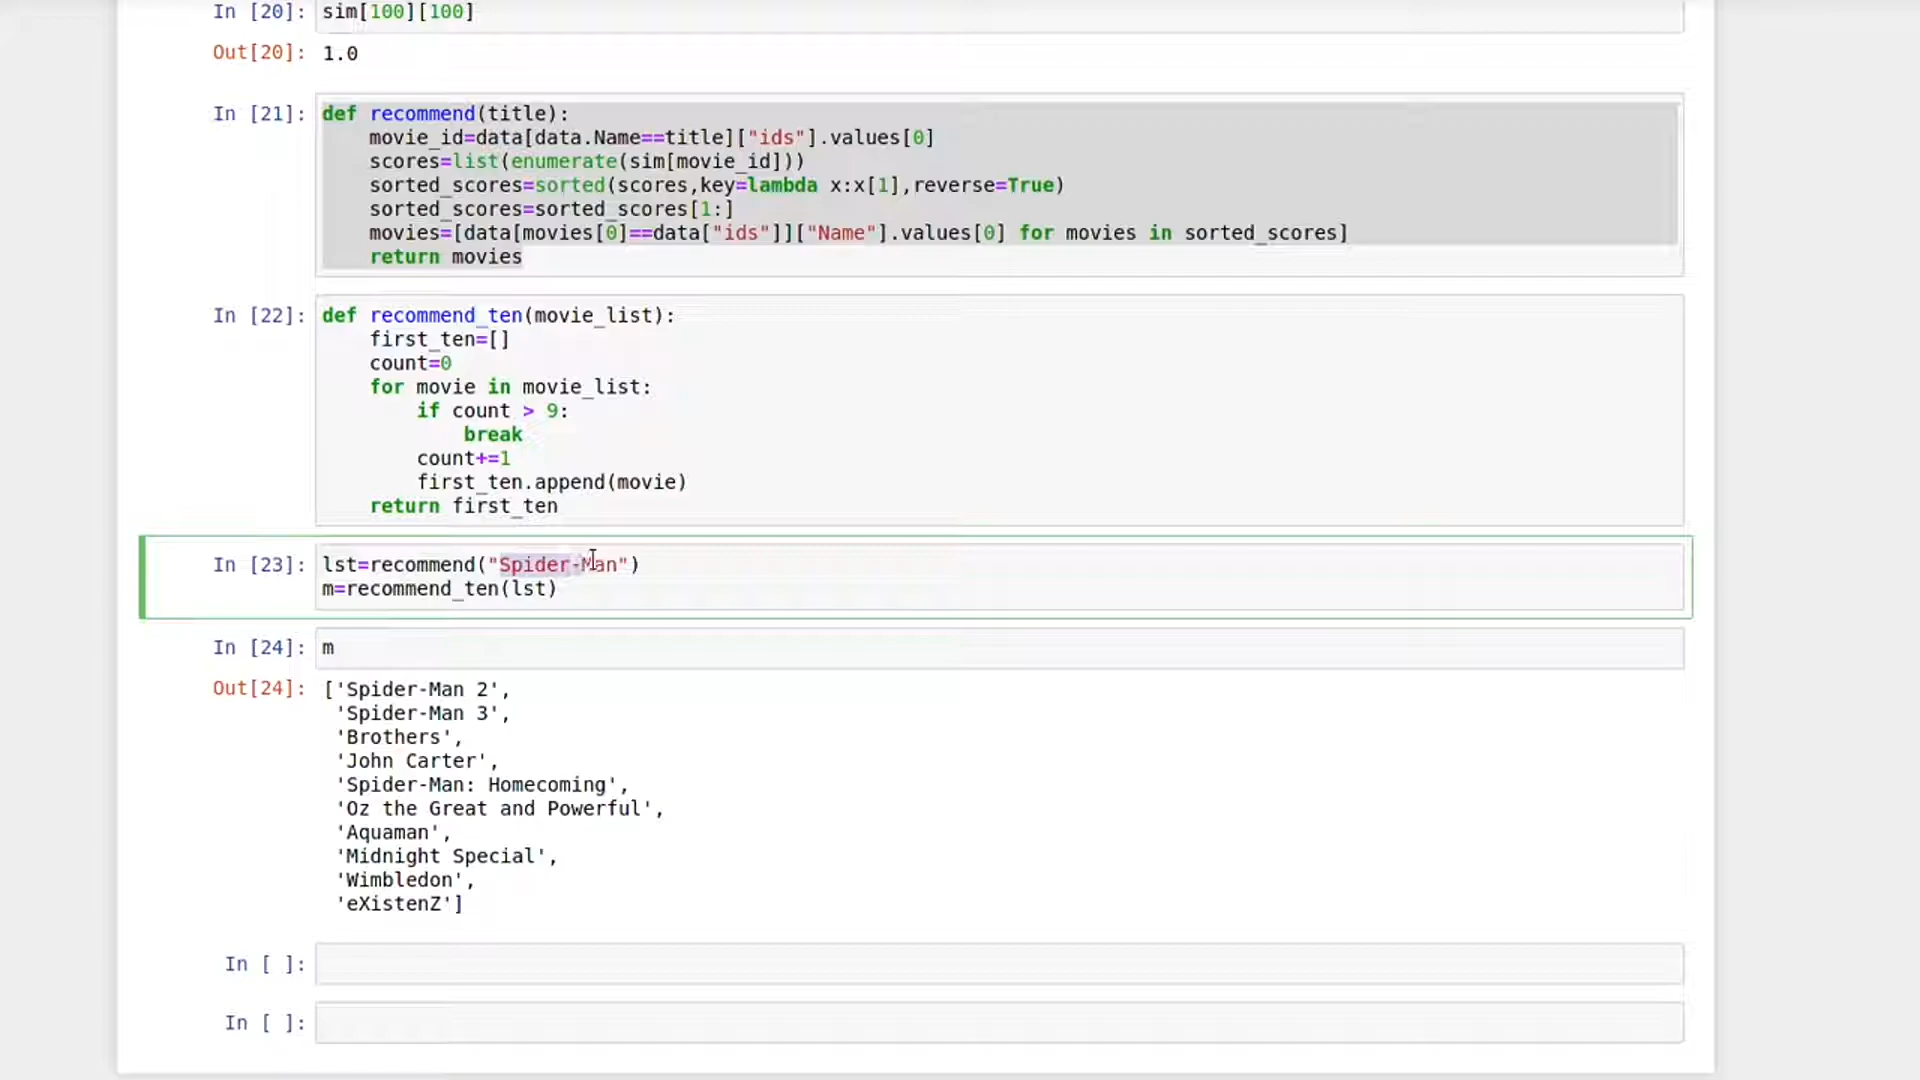 In [20]: sim[100][100]
Out[20]: 1.0
In [21]: def recommend(title):
    movie_id=data[data.Name==title]["ids"].values[0]
    scores=list(enumerate(sim[movie_id]))
    sorted_scores=sorted(scores,key=lambda x:x[1],reverse=True)
    sorted_scores=sorted_scores[1:]
    movies=[data[movies[0]==data["ids"]]["Name"].values[0] for movies in sorted_scores]
    return movies
In [22]: def recommend_ten(movie_list):
    first_ten=[]
    count=0
    for movie in movie_list:
        if count > 9:
            break
        count+=1
        first_ten.append(movie)
    return first_ten
In [23]: lst=recommend("Spider-Man")
m=recommend_ten(lst)
In [24]: m
Out[24]: ['Spider-Man 2',
 'Spider-Man 3',
 'Brothers',
 'John Carter',
 'Spider-Man: Homecoming',
 'Oz the Great and Powerful',
 'Aquaman',
 'Midnight Special',
 'Wimbledon',
 'eXistenZ']
In [ ]:
In [ ]: